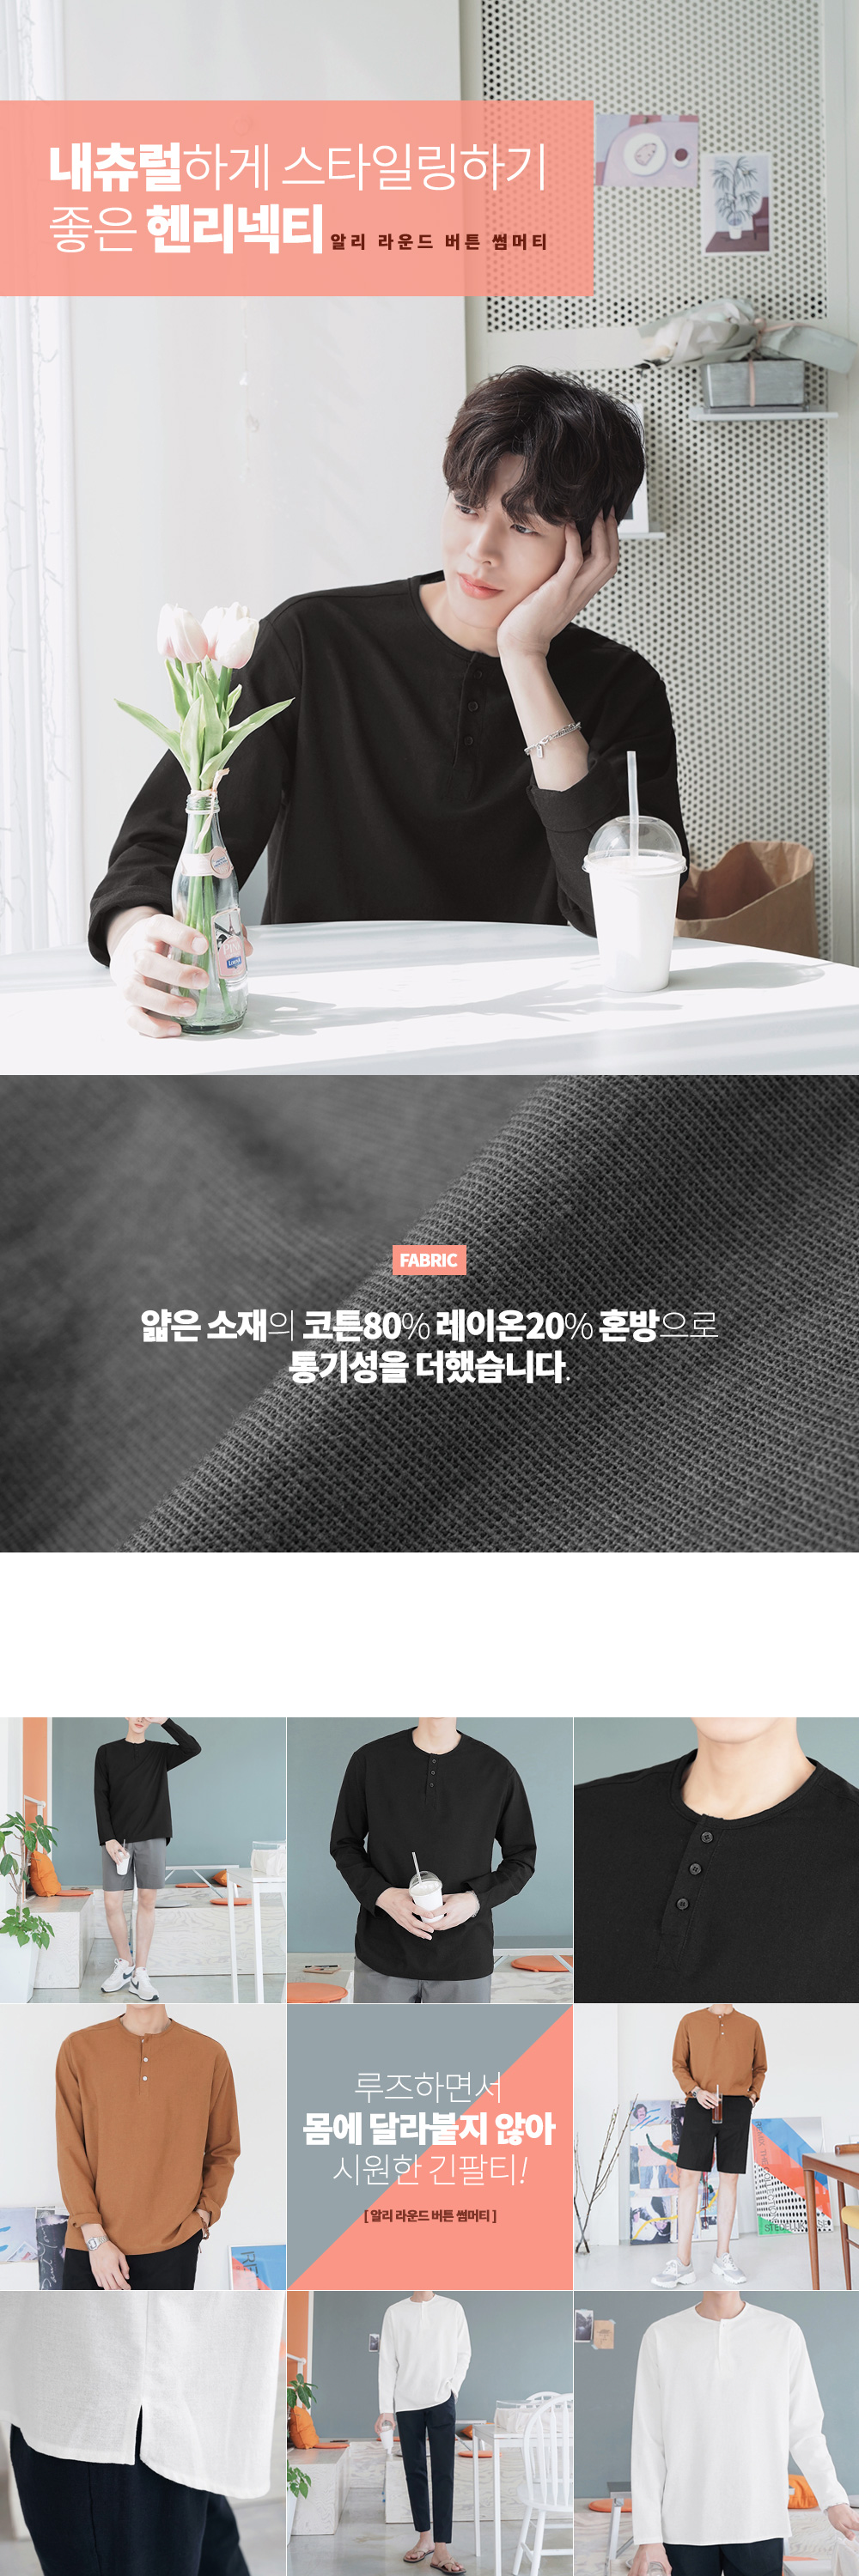 내츄럴하게 스타일링하기
좋은 헨리넥티 알리 라운드 버튼 썸머티
FABRIC
얇은 소재의 코튼80% 레이온20% 혼방으로
통기성을 더했습니다.
루즈하면서
몸에 달라붙지 않아
시원한 긴팔티!
[ 알리 라운드 버튼 썸머티 ]